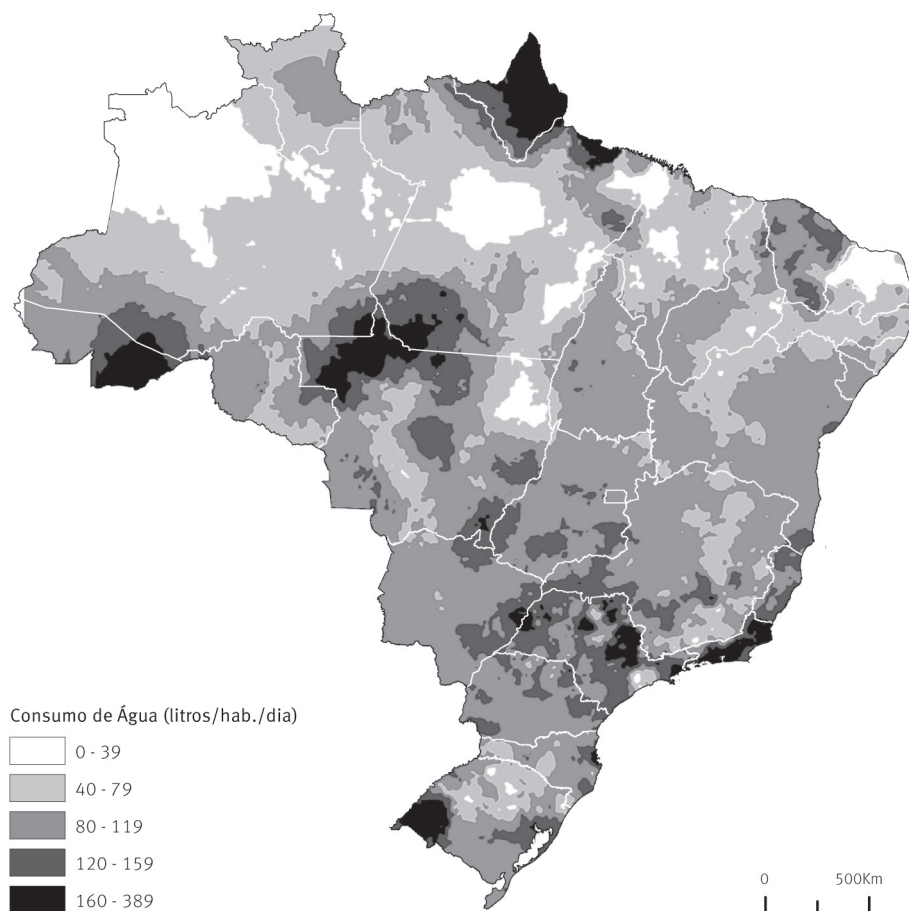 Consumo de Água (litros/hab./dia)
0 - 39
40 - 79
80 - 119
120 - 159
160 - 389
0 500Km